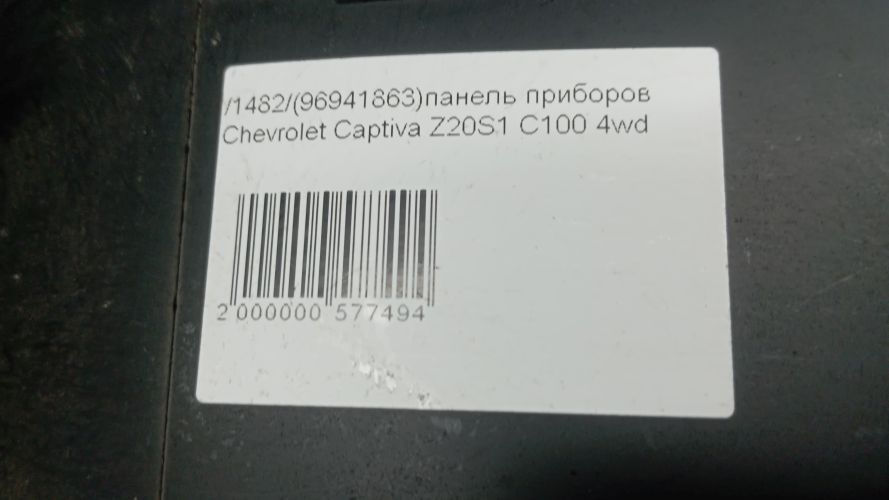 /1482/(96941863)панель приборов
Chevrolet Captiva Z20S1 C100 4wd
2 000000 577494